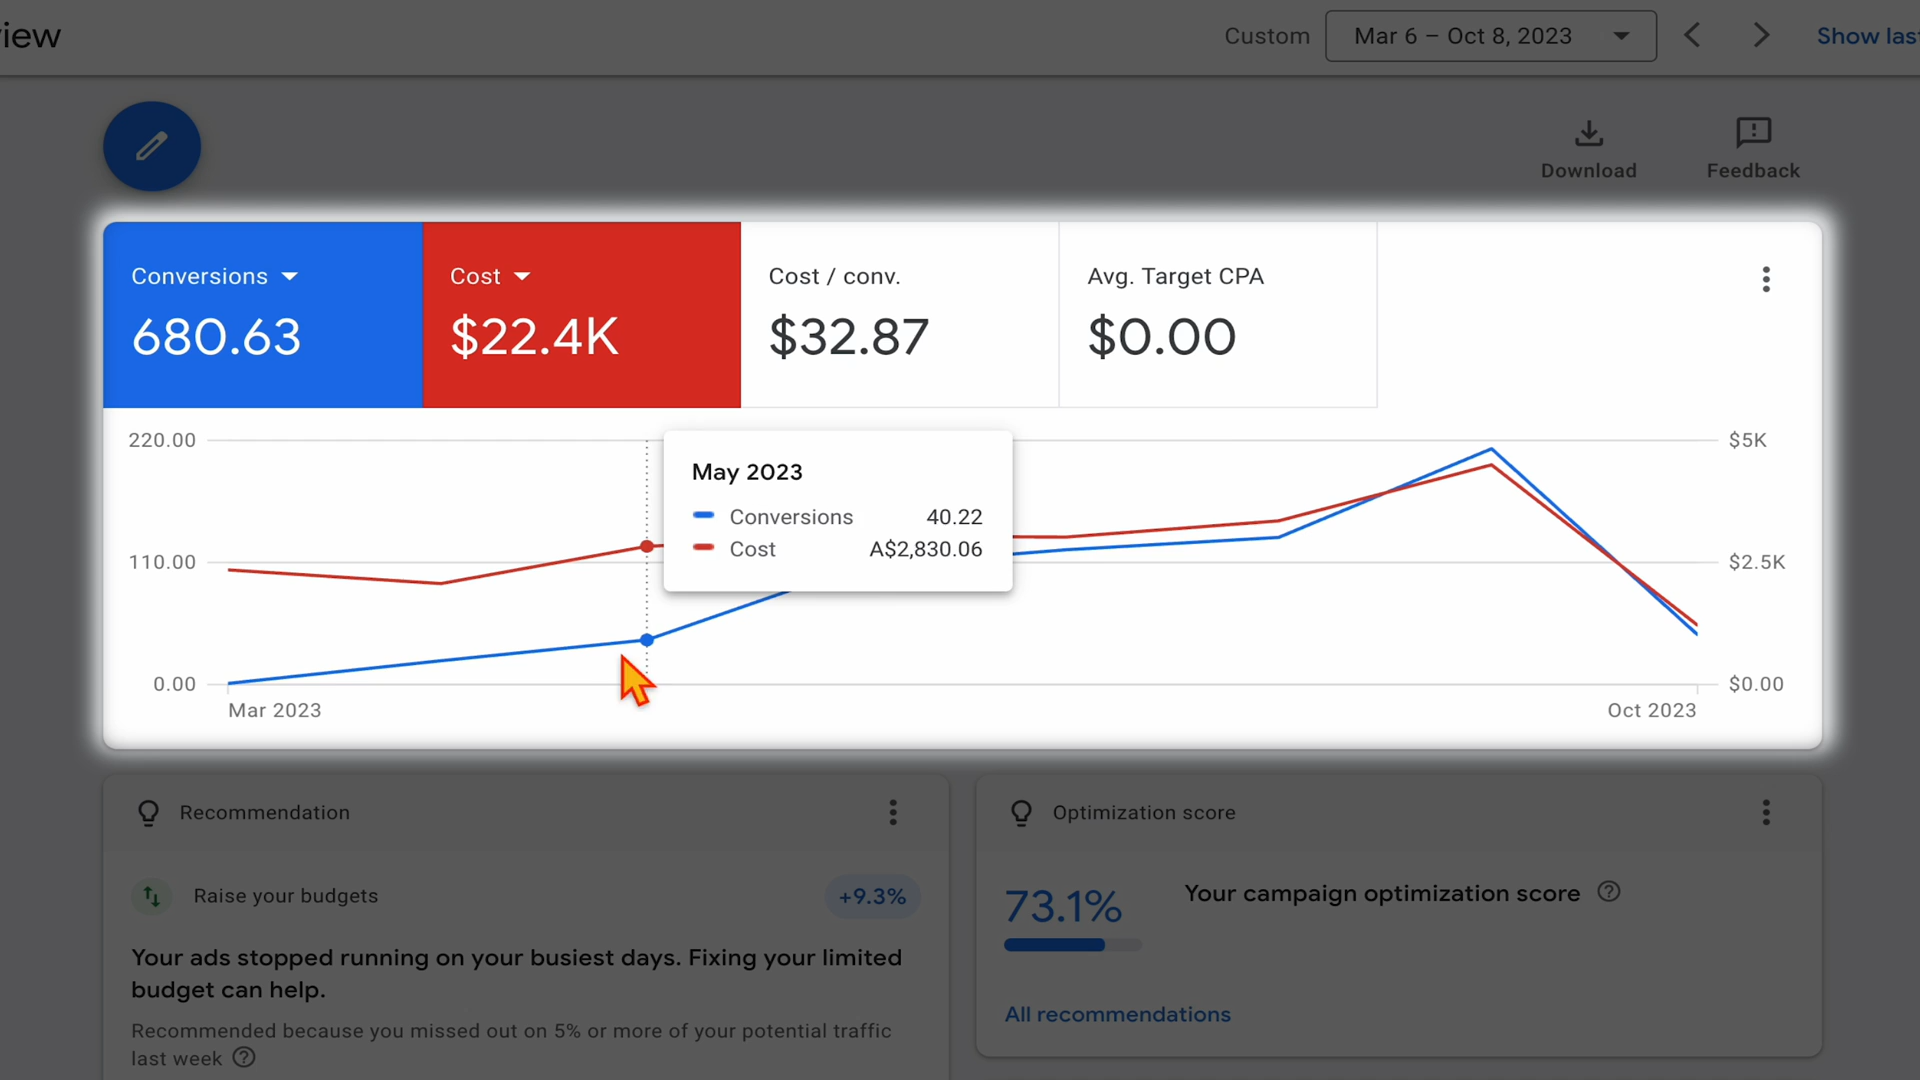 iew
Custom
Mar 6 – Oct 8, 2023
Show las
Download
Feedback
Conversions
680.63
Cost
$22.4K
Cost / conv.
$32.87
Avg. Target CPA
$0.00
220.00
$5K
110.00
$2.5K
0.00
$0.00
May 2023
Conversions 40.22
Cost A$2,830.06
Mar 2023
Oct 2023
Recommendation
Raise your budgets
+9.3%
Your ads stopped running on your busiest days. Fixing your limited
budget can help.
Recommended because you missed out on 5% or more of your potential traffic
last week
Optimization score
73.1%
Your campaign optimization score
All recommendations